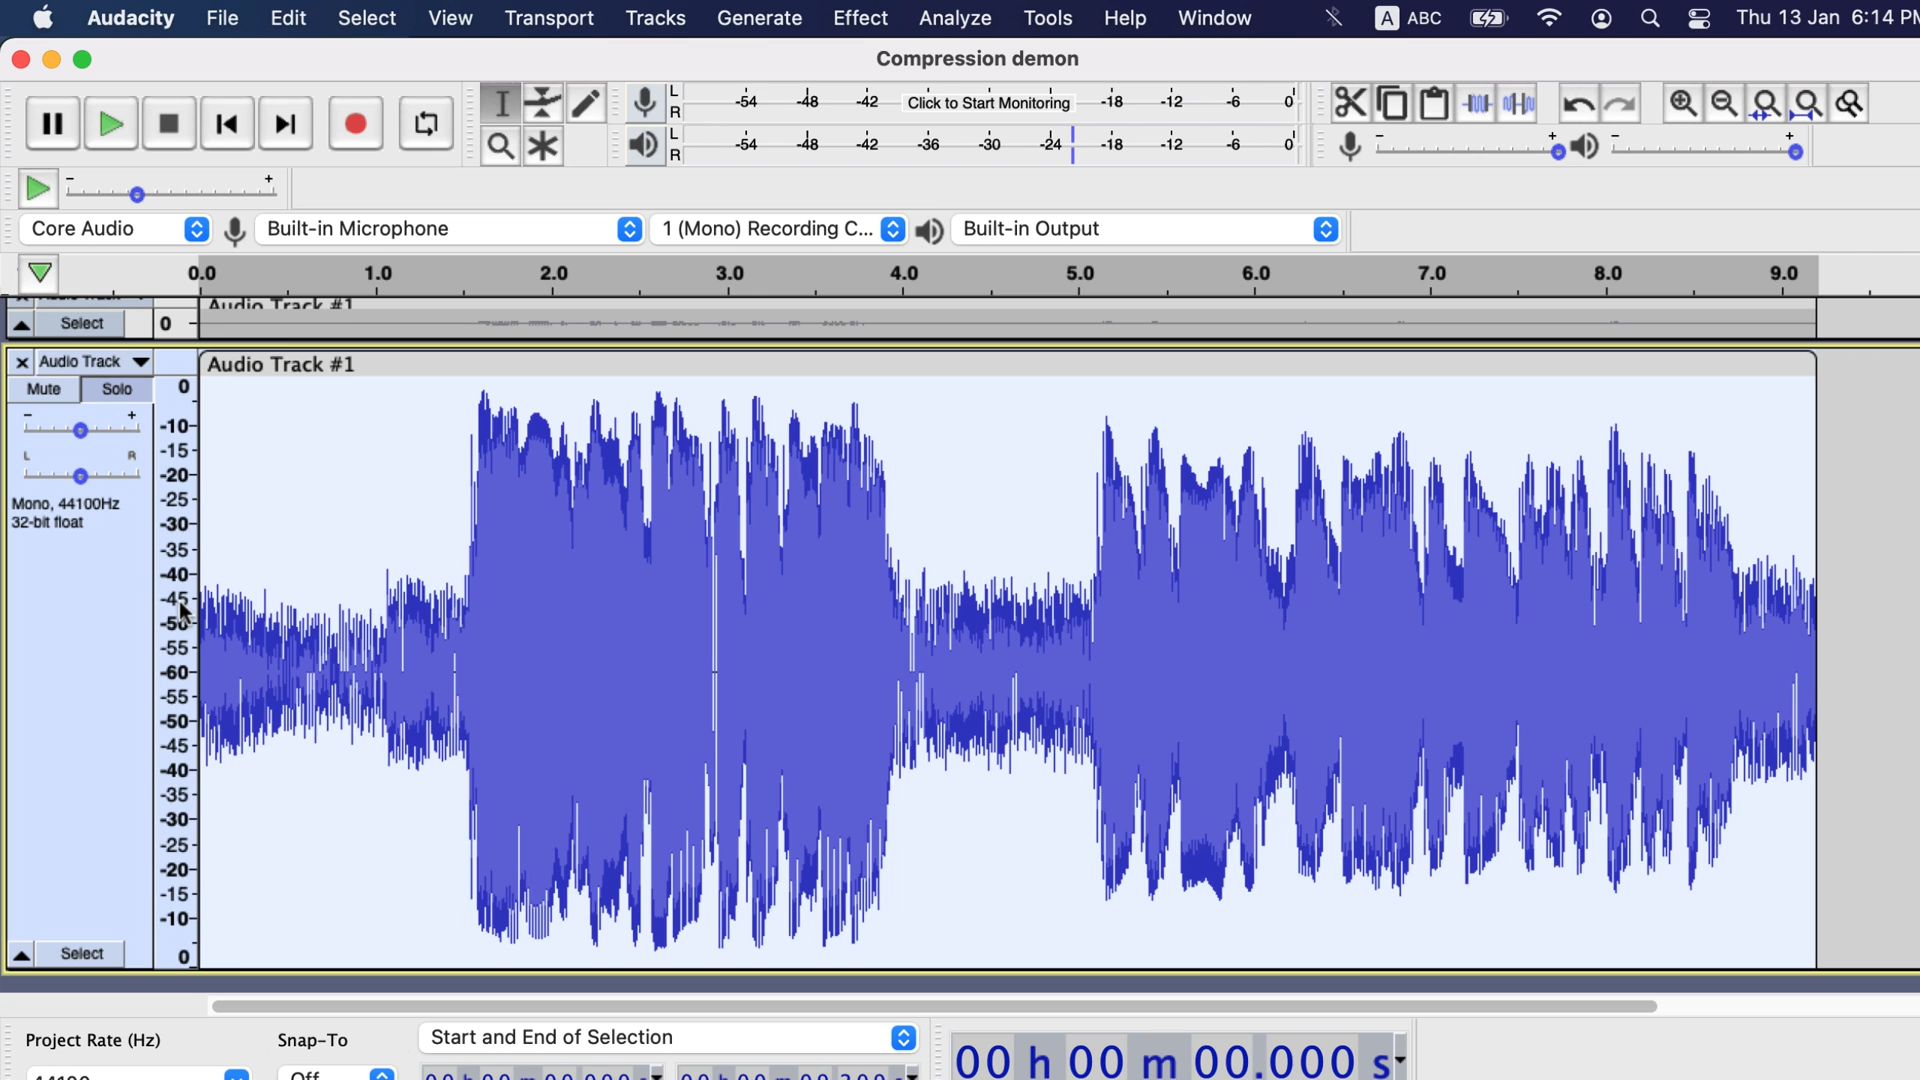 Audacity File Edit Select View Transport Tracks Generate Effect Analyze Tools Help Window A ABC Thu 13 Jan 6:14 PM
Compression demon
L R -54 -48 -42 Click to Start Monitoring -18 -12 -6 0
L R -54 -48 -42 -36 -30 -24 -18 -12 -6 0
Core Audio Built-in Microphone 1 (Mono) Recording C... Built-in Output
0.0 1.0 2.0 3.0 4.0 5.0 6.0 7.0 8.0 9.0
Audio Track #1
Select 0
Audio Track Audio Track #1
Mute Solo
L R
Mono, 44100Hz
32-bit float
0
-10
-15
-20
-25
-30
-35
-40
-45
-50
-55
-60
-55
-50
-45
-40
-35
-30
-25
-20
-15
-10
0
Select
Project Rate (Hz) Snap-To Start and End of Selection
44100 Off
00 h 00 m 00.000 s